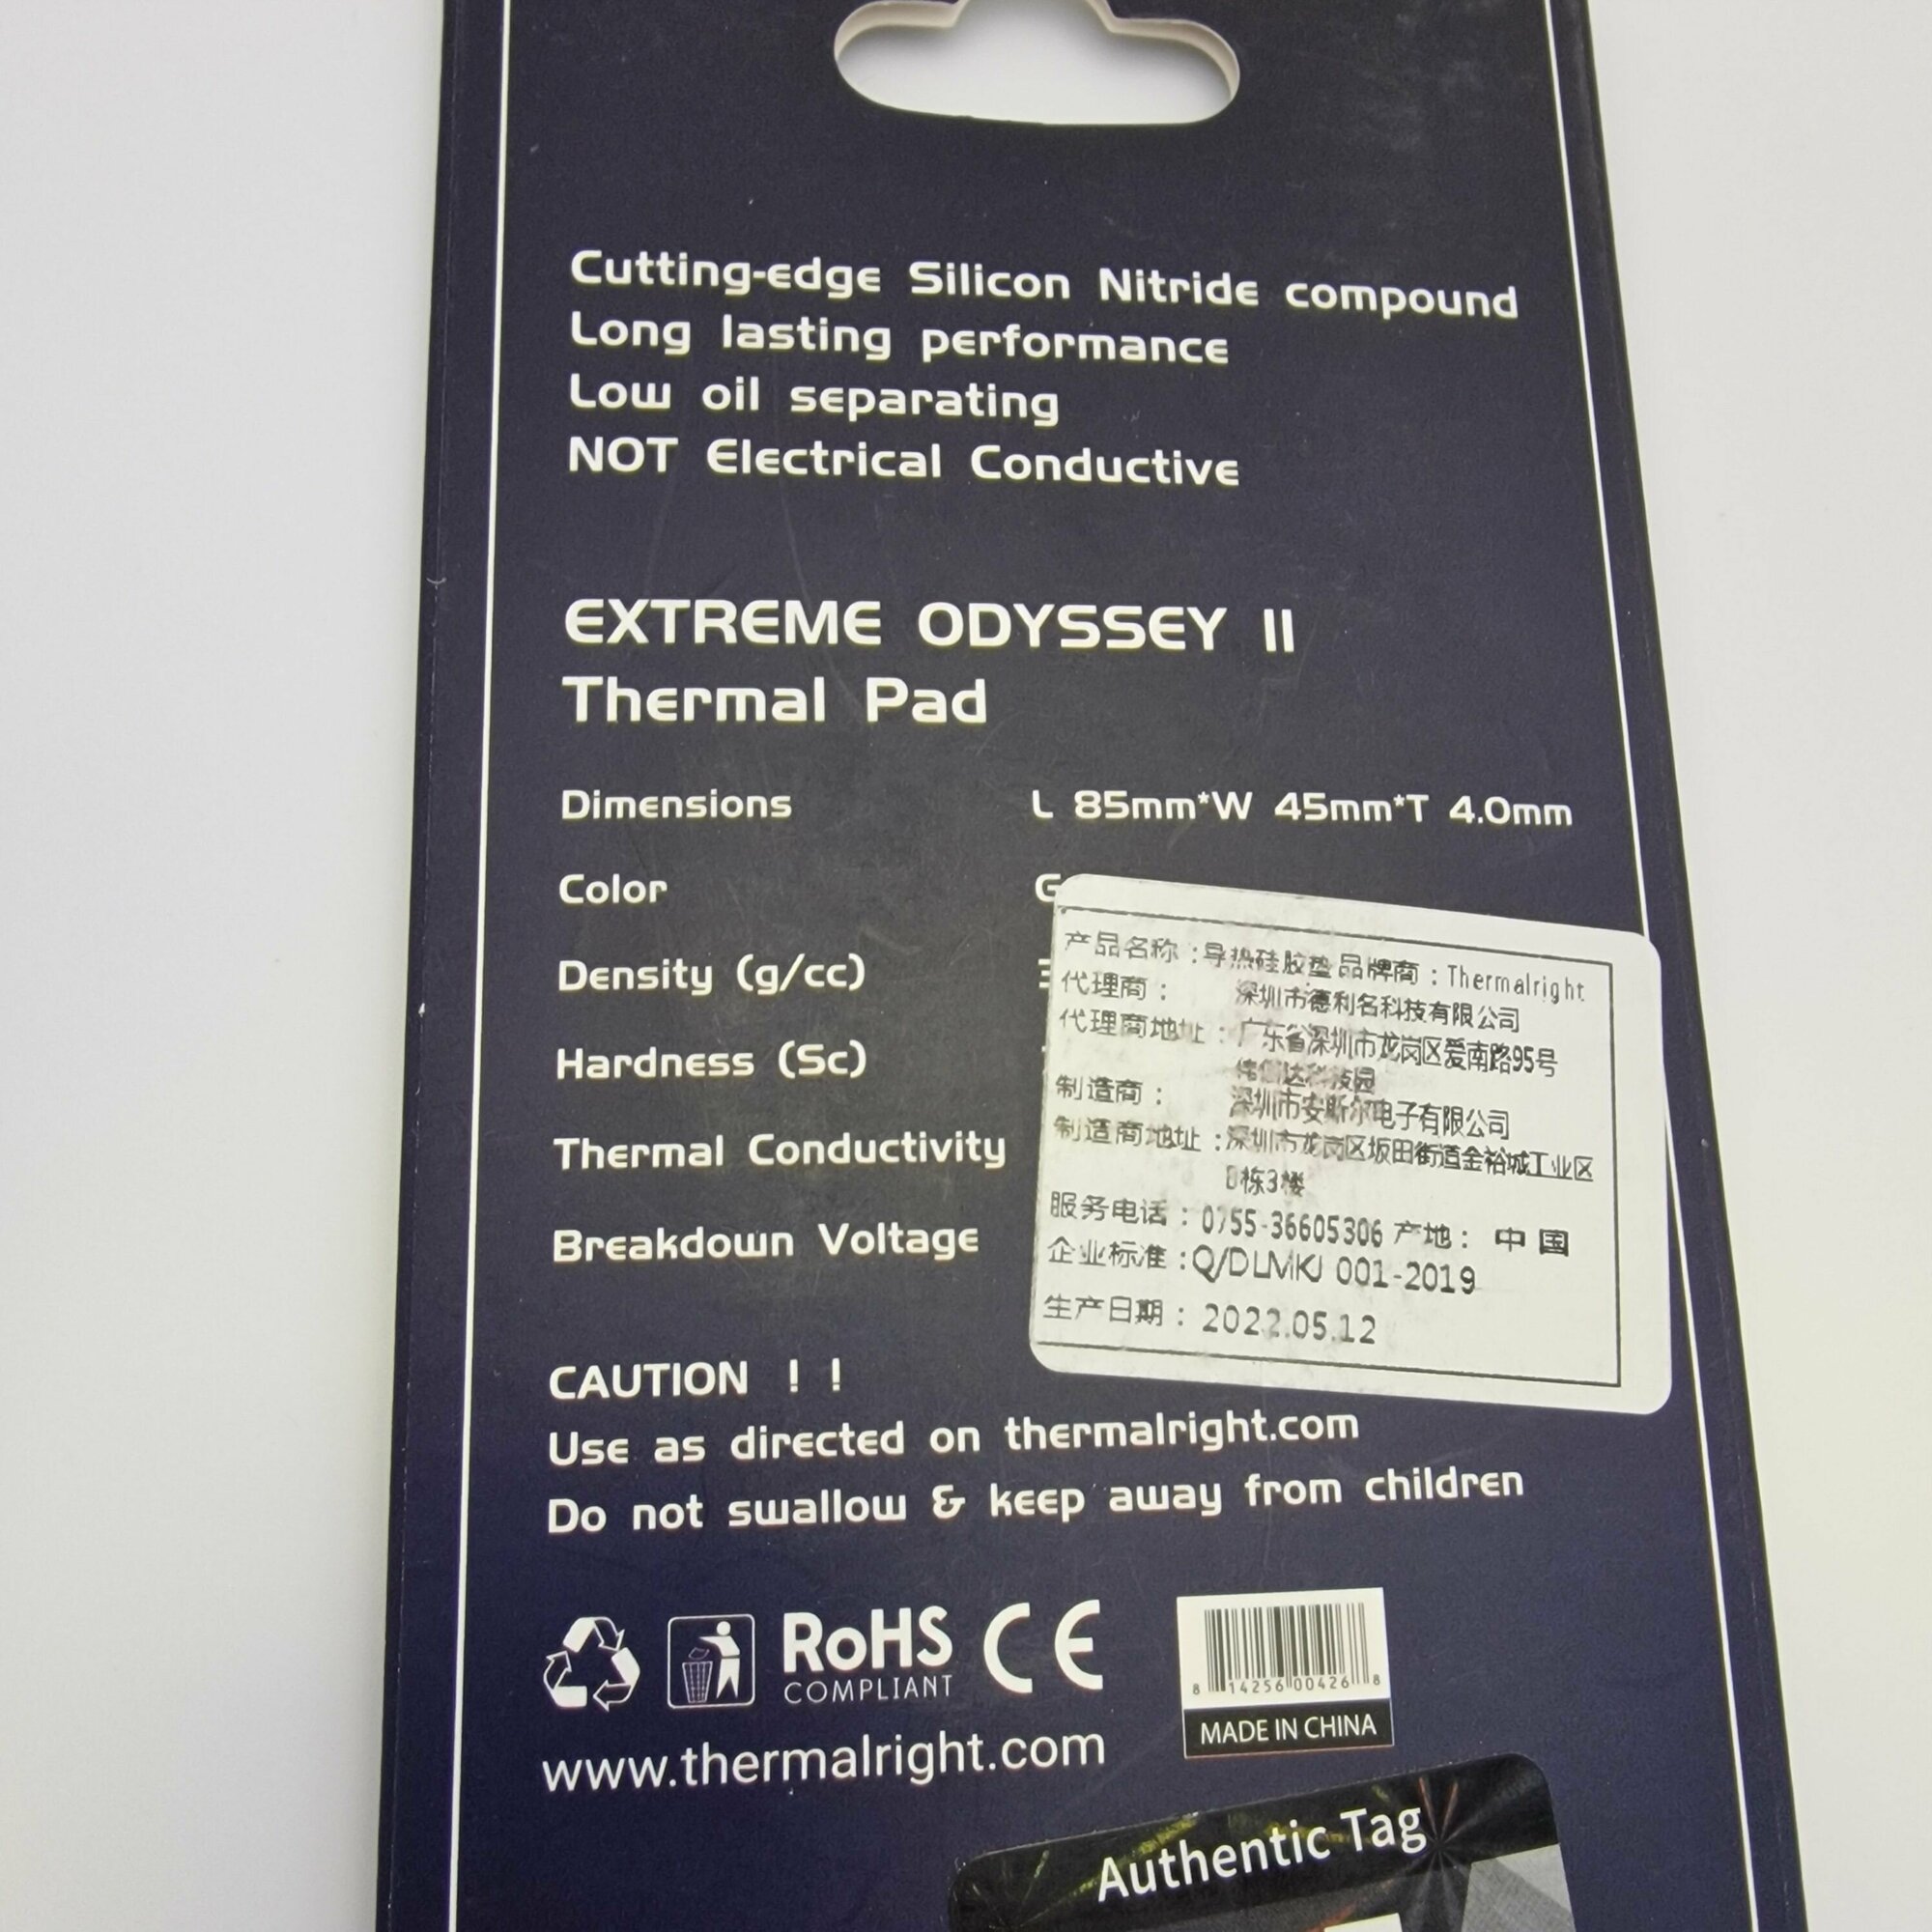 Cutting-edge Silicon Nitride compound
Long lasting performance
Low oil separating
NOT Electrical Conductive
EXTREME ODYSSEY II
Thermal Pad
Dimensions L 85mm*W 45mm*T 4.0mm
Color
Density (g/cc)
Hardness (Sc)
Thermal Conductivity
Breakdown Voltage
产品名称:导热硅胶垫 品牌商:Thermalright
代理商: 深圳市德利名科技有限公司
代理商地址: 广东省深圳市龙岗区爱南路95号
制造商: 深圳市安斯尔电子有限公司
制造商地址:深圳市龙岗区坂田街道金裕城工业区
B栋3楼
服务电话: 0755-36605306 产地: 中国
企业标准:Q/DLMKJ 001-2019
生产日期: 2022.05.12
CAUTION ! !
Use as directed on thermalright.com
Do not swallow & keep away from children
RoHS
COMPLIANT
CE
8 14256 00426 8
MADE IN CHINA
www.thermalright.com
Authentic Tag